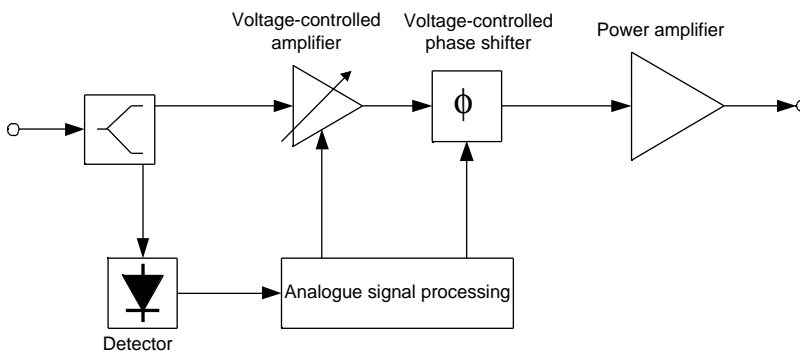 Voltage-controlled
amplifier
Voltage-controlled
phase shifter
Power amplifier
ϕ
Analogue signal processing
Detector